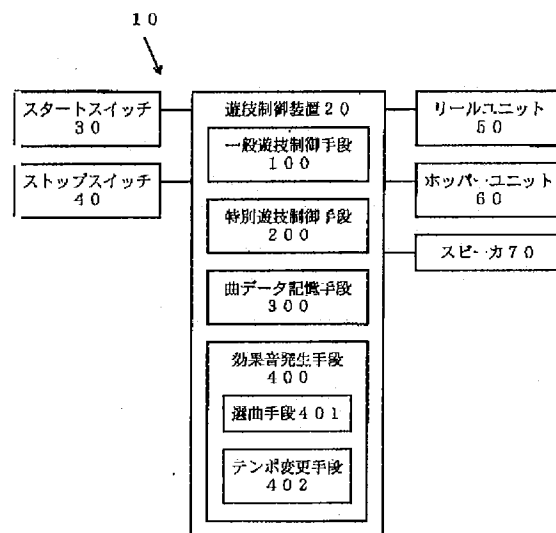 １０
スタートスイッチ
３０
ストップスイッチ
４０
遊技制御装置２０
一般遊技制御手段
１００
特別遊技制御手段
２００
曲データ記憶手段
３００
効果音発生手段
４００
選曲手段４０１
テンポ変更手段
４０２
リールユニット
５０
ホッパーユニット
６０
スピーカ７０